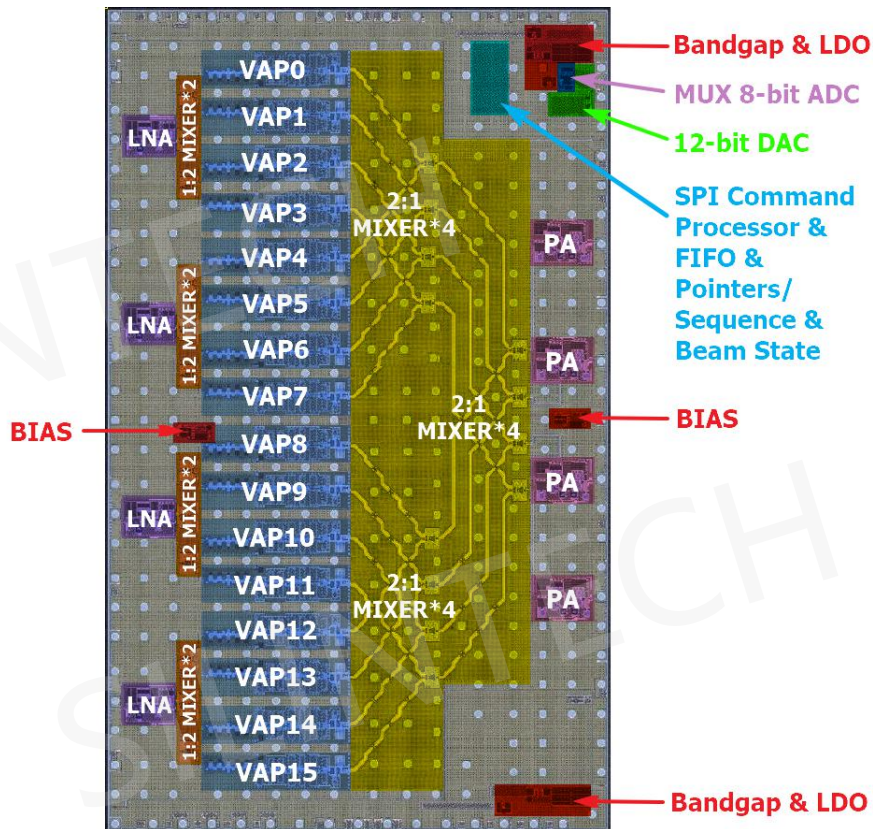 Bandgap & LDO
MUX 8-bit ADC
12-bit DAC
SPI Command
Processor &
FIFO &
Pointers/
Sequence &
Beam State
VAP0
VAP1
VAP2
VAP3
VAP4
VAP5
VAP6
VAP7
VAP8
VAP9
VAP10
VAP11
VAP12
VAP13
VAP14
VAP15
LNA
LNA
LNA
LNA
1:2 MIXER*2
1:2 MIXER*2
1:2 MIXER*2
1:2 MIXER*2
2:1
MIXER*4
2:1
MIXER*4
2:1
MIXER*4
PA
PA
PA
PA
BIAS
BIAS
Bandgap & LDO
SILINTECH